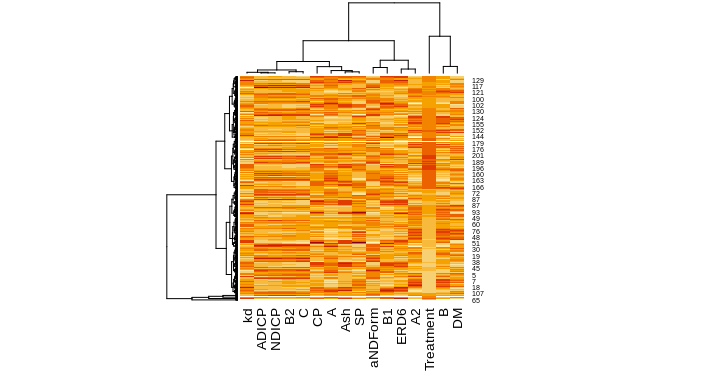 129
117
121
100
102
130
124
155
152
144
179
176
201
189
196
160
163
166
72
87
87
93
49
60
76
48
51
30
19
38
45
5
7
18
107
65
kd
ADICP
NDICP
B2
C
CP
A
Ash
SP
aNDForm
B1
ERD6
A2
Treatment
B
DM